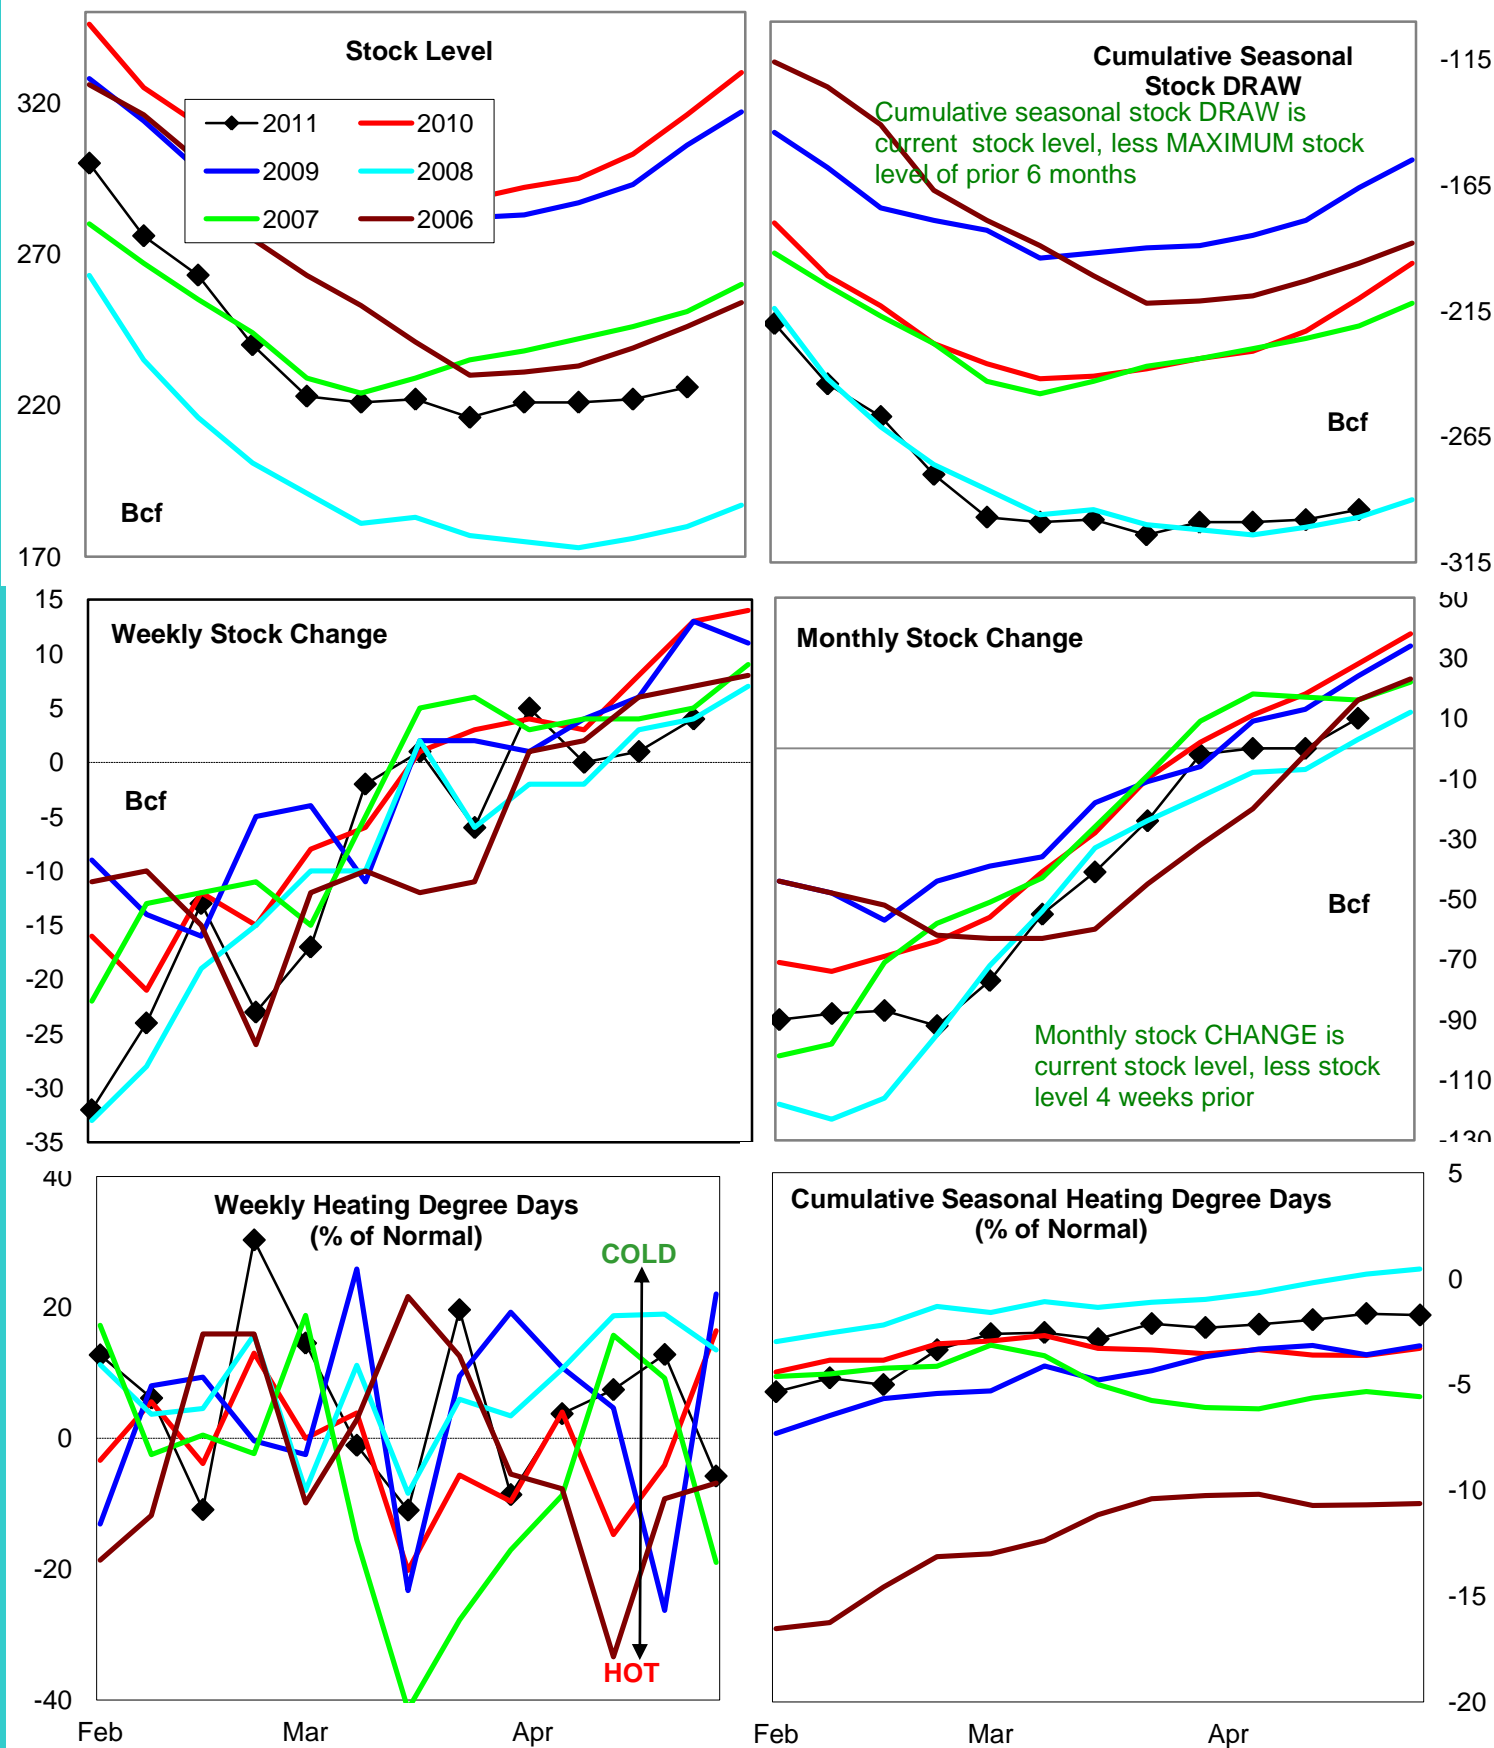 Stock Level
320
270
220
170
2011
2010
2009
2008
2007
2006
Bcf
Cumulative Seasonal
Stock DRAW
Cumulative seasonal stock DRAW is
current stock level, less MAXIMUM stock
level of prior 6 months
Bcf
-115
-165
-215
-265
-315
Weekly Stock Change
15
10
5
0
-5
-10
-15
-20
-25
-30
-35
Bcf
Monthly Stock Change
50
30
10
-10
-30
-50
-70
-90
-110
-130
Bcf
Monthly stock CHANGE is
current stock level, less stock
level 4 weeks prior
Weekly Heating Degree Days
(% of Normal)
40
20
0
-20
-40
COLD
HOT
Feb Mar Apr
Cumulative Seasonal Heating Degree Days
(% of Normal)
5
0
-5
-10
-15
-20
Feb Mar Apr